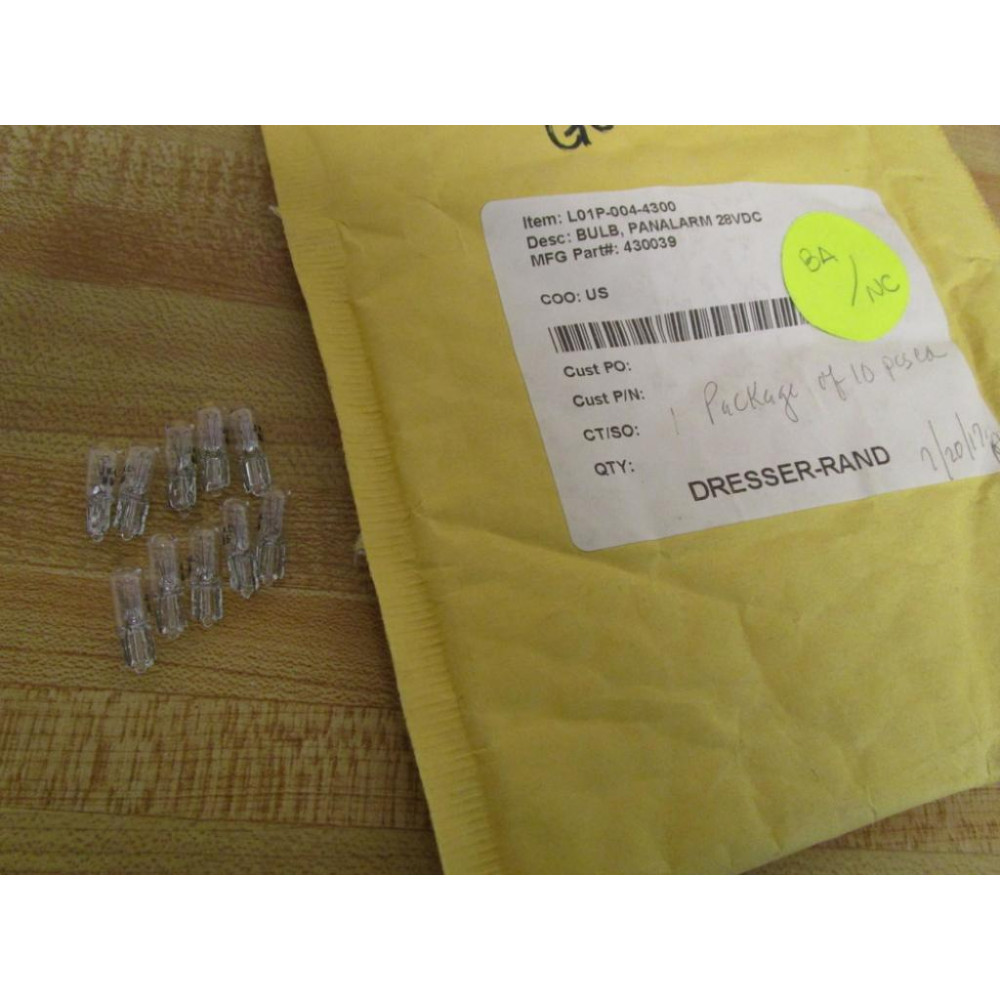 Item: L01P-004-4300
Desc: BULB, PANALARM 28VDC
MFG Part#: 430039
COO: US
8A / NC
Cust PO:
Cust P/N:
CT/SO:
1 Package of 10 pcs ea
QTY:
DRESSER-RAND